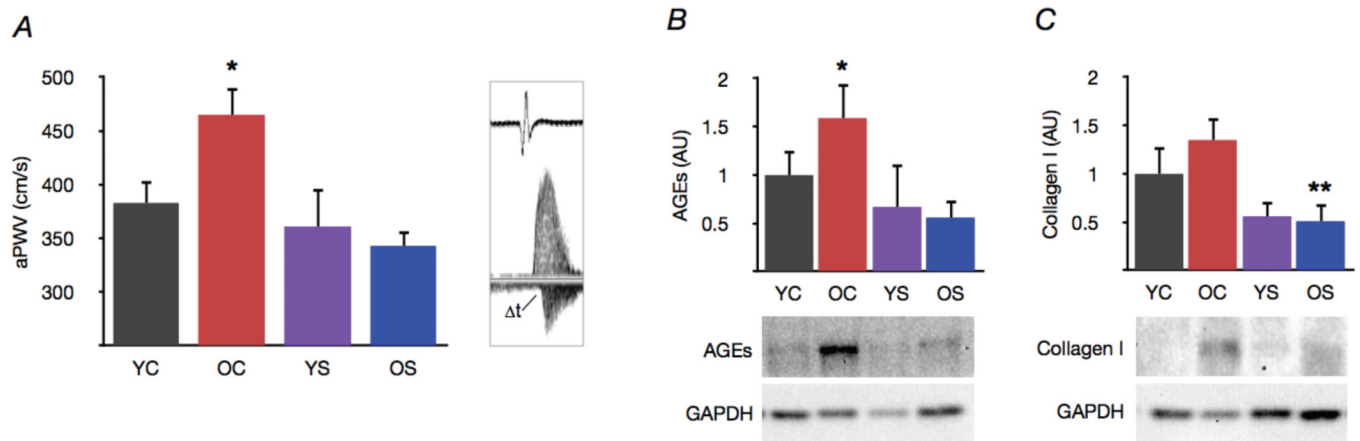 A
aPWV (cm/s)
500
*
450
400
350
300
YC OC YS OS
Δt
B
AGEs (AU)
2
*
1.5
1
0.5
YC OC YS OS
AGEs
GAPDH
C
Collagen I (AU)
2
1.5
1
0.5
**
YC OC YS OS
Collagen I
GAPDH